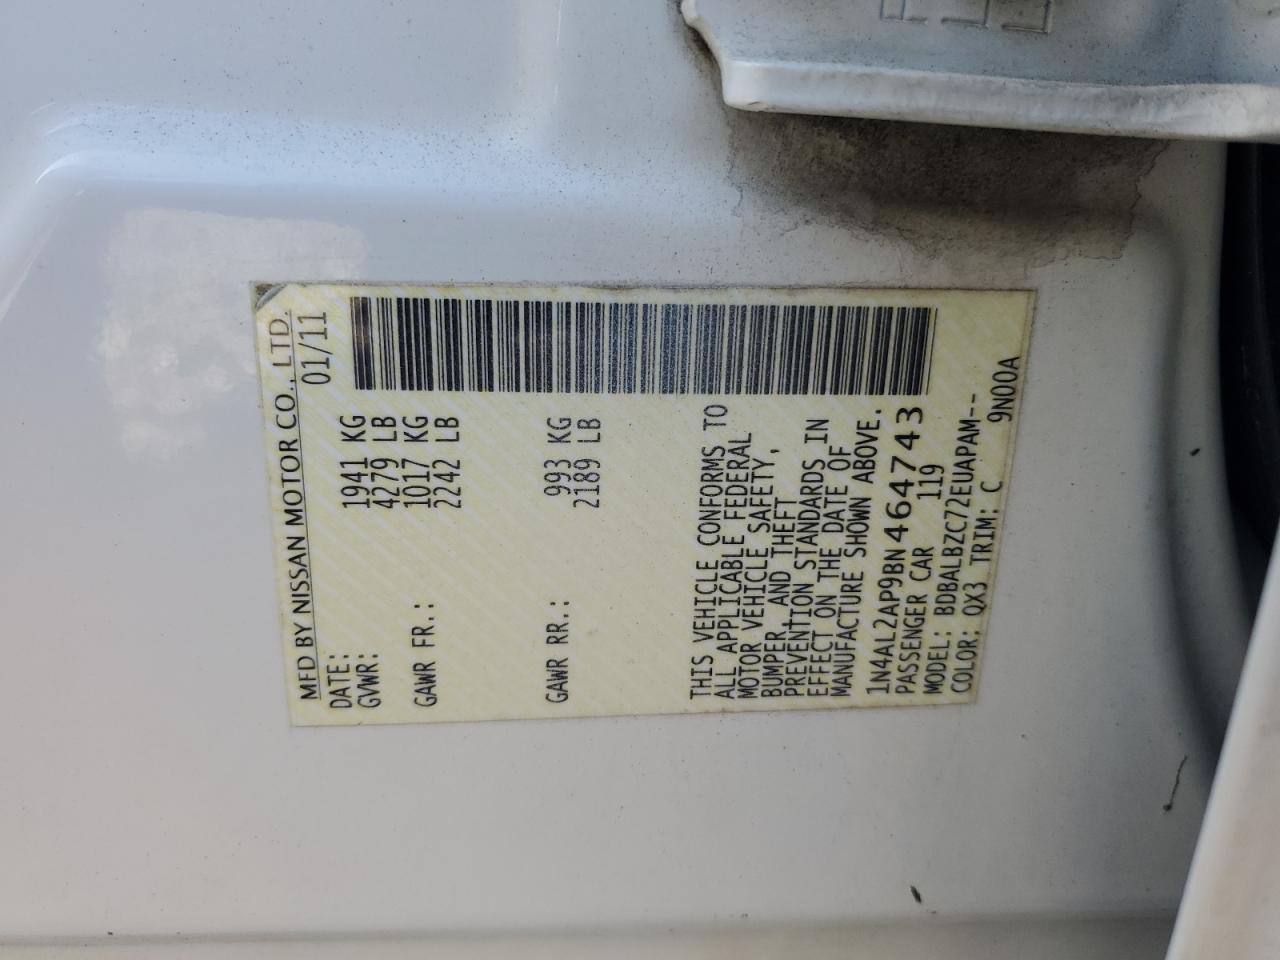 MFD BY NISSAN MOTOR CO., LTD.
DATE: 01/11
GVWR: 1941 KG
4279 LB
GAWR FR.: 1017 KG
2242 LB
GAWR RR.: 993 KG
2189 LB
THIS VEHICLE CONFORMS TO
ALL APPLICABLE FEDERAL
MOTOR VEHICLE SAFETY,
BUMPER, AND THEFT
PREVENTION STANDARDS IN
EFFECT ON THE DATE OF
MANUFACTURE SHOWN ABOVE.
1N4AL2AP9BN464743
PASSENGER CAR 119
MODEL: BDBALBZC72EUAPAM--
COLOR: QX3 TRIM: C 9N00A